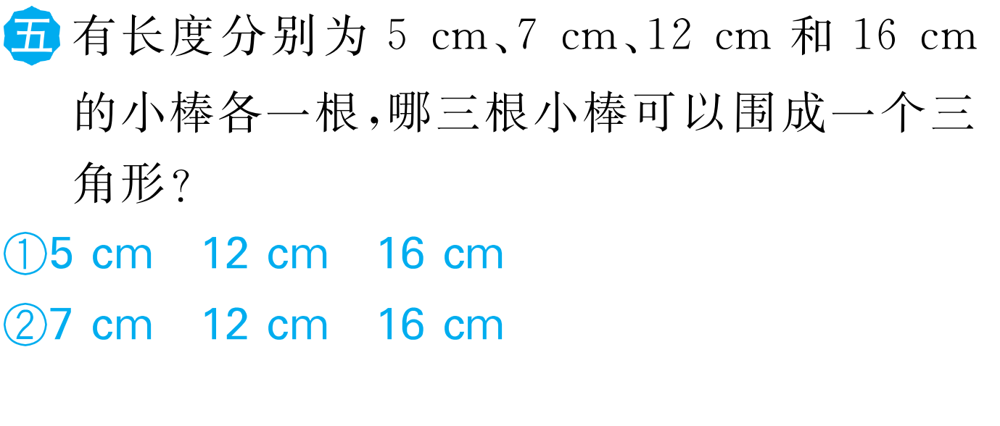 五 有长度分别为 5 cm、7 cm、12 cm 和 16 cm
的小棒各一根,哪三根小棒可以围成一个三
角形?
①5 cm 12 cm 16 cm
②7 cm 12 cm 16 cm